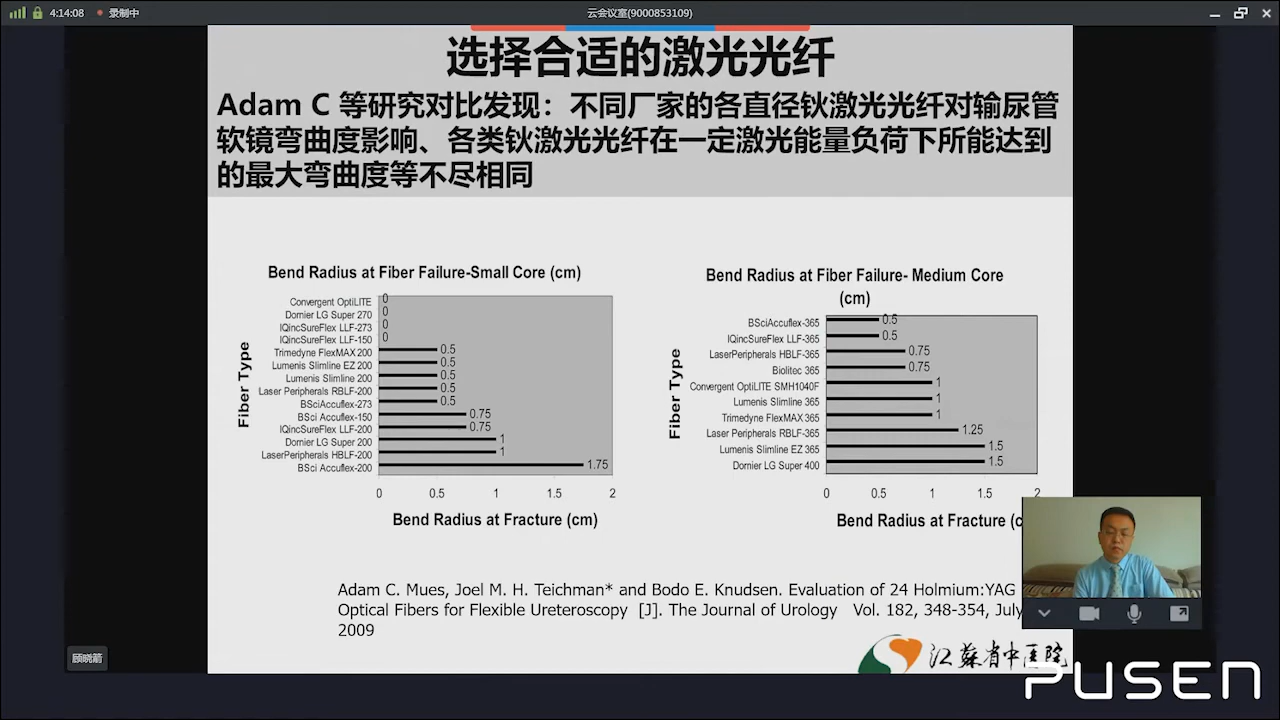 4:14:08
录制中
云会议室(9000853109)
选择合适的激光光纤
Adam C 等研究对比发现：不同厂家的各直径钬激光光纤对输尿管
软镜弯曲度影响、各类钬激光光纤在一定激光能量负荷下所能达到
的最大弯曲度等不尽相同
Bend Radius at Fiber Failure-Small Core (cm)
Fiber Type
Convergent OptiLITE 0
Dornier LG Super 270 0
IQincSureFlex LLF-273 0
IQincSureFlex LLF-150 0
Trimedyne FlexMAX 200 0.5
Lumenis Slimline EZ 200 0.5
Lumenis Slimline 200 0.5
Laser Peripherals RBLF-200 0.5
BSciAccuflex-273 0.5
BSci Accuflex-150 0.75
IQincSureFlex LLF-200 0.75
Dornier LG Super 200 1
LaserPeripherals HBLF-200 1
BSci Accuflex-200 1.75
0 0.5 1 1.5 2
Bend Radius at Fracture (cm)
Bend Radius at Fiber Failure- Medium Core
(cm)
Fiber Type
BSciAccuflex-365 0.5
IQincSureFlex LLF-365 0.5
LaserPeripherals HBLF-365 0.75
Biolitec 365 0.75
Convergent OptiLITE SMH1040F 1
Lumenis Slimline 365 1
Trimedyne FlexMAX 365 1
Laser Peripherals RBLF-365 1.25
Lumenis Slimline EZ 365 1.5
Dornier LG Super 400 1.5
0 0.5 1 1.5 2
Bend Radius at Fracture (c
Adam C. Mues, Joel M. H. Teichman* and Bodo E. Knudsen. Evaluation of 24 Holmium:YAG
Optical Fibers for Flexible Ureteroscopy [J]. The Journal of Urology Vol. 182, 348-354, July
2009
顾晓箭
江苏省中医院
PUSEN